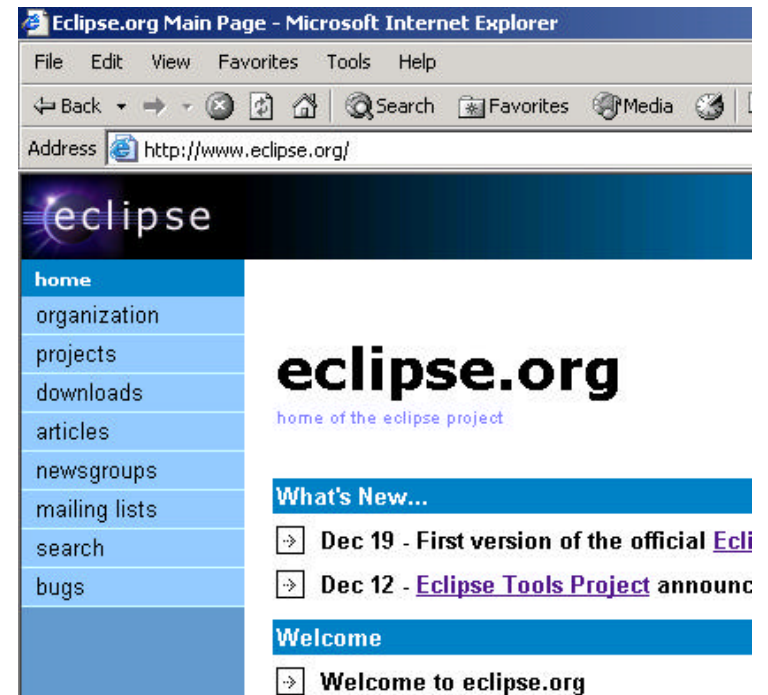 Eclipse.org Main Page - Microsoft Internet Explorer
File Edit View Favorites Tools Help
Back Search Favorites Media
Address http://www.eclipse.org/
eclipse
home
organization
projects
downloads
articles
newsgroups
mailing lists
search
bugs
eclipse.org
home of the eclipse project
What's New...
Dec 19 - First version of the official Ecli
Dec 12 - Eclipse Tools Project announc
Welcome
Welcome to eclipse.org